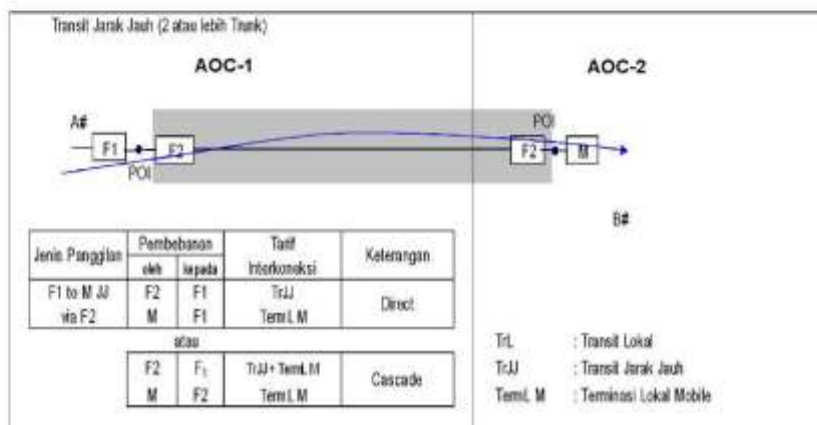 Transit Jarak Jauh (2 atau lebih Trunk)
AOC-1
AOC-2
A#
POI
F1
F2
F2
M
POI
B#
Jenis Panggilan
Pembebanan
oleh
kepada
Tarif
Interkoneksi
Keterangan
F1 to M JJ
via F2
F2
F1
TrJJ
M
F1
TermL M
Direct
atau
F2
F1
TrJJ + TermL M
M
F2
TermL M
Cascade
TrL : Transit Lokal
TrJJ : Transit Jarak Jauh
TermL M : Terminasi Lokal Mobile